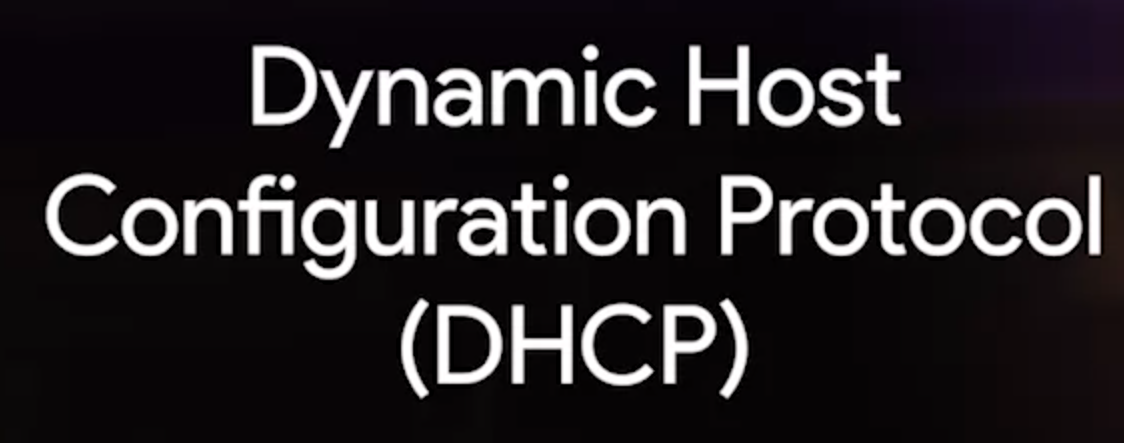 Dynamic Host
Configuration Protocol
(DHCP)